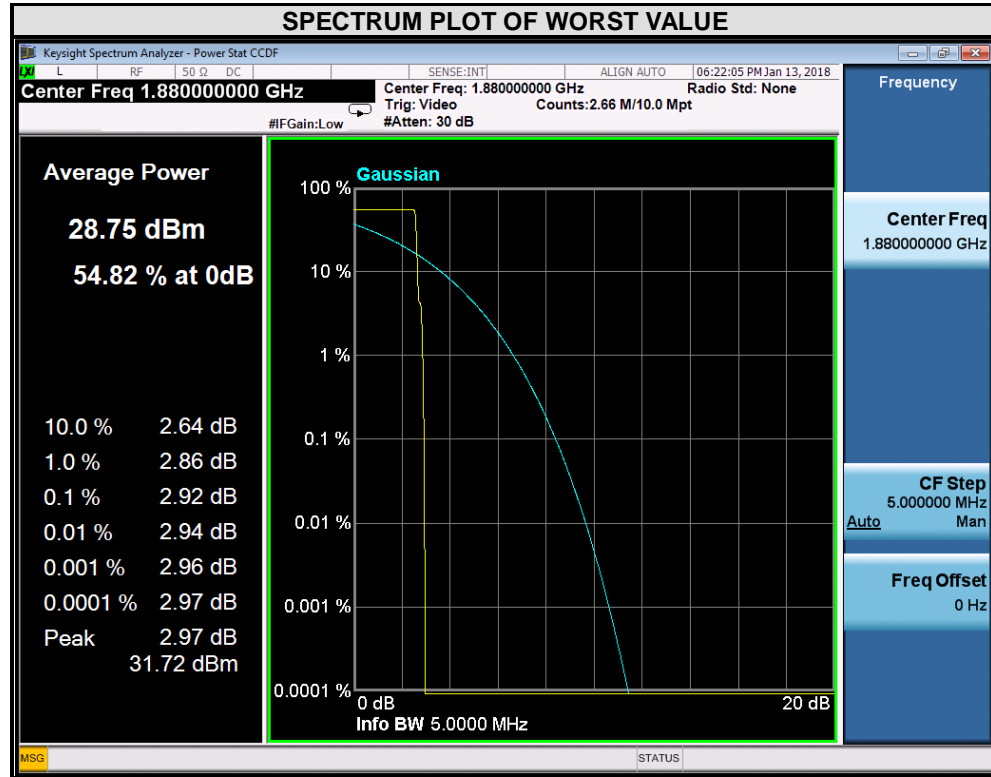 SPECTRUM PLOT OF WORST VALUE
Keysight Spectrum Analyzer - Power Stat CCDF
LXI L RF 50 Ω DC SENSE:INT ALIGN AUTO 06:22:05 PM Jan 13, 2018
Center Freq 1.880000000 GHz
Center Freq: 1.880000000 GHz Radio Std: None
Trig: Video Counts:2.66 M/10.0 Mpt
#IFGain:Low #Atten: 30 dB
Average Power
28.75 dBm
54.82 % at 0dB
10.0 % 2.64 dB
1.0 % 2.86 dB
0.1 % 2.92 dB
0.01 % 2.94 dB
0.001 % 2.96 dB
0.0001 % 2.97 dB
Peak 2.97 dB
31.72 dBm
Gaussian
100 %
10 %
1 %
0.1 %
0.01 %
0.001 %
0.0001 %
0 dB 20 dB
Info BW 5.0000 MHz
Frequency
Center Freq
1.880000000 GHz
CF Step
5.000000 MHz
Auto Man
Freq Offset
0 Hz
MSG STATUS